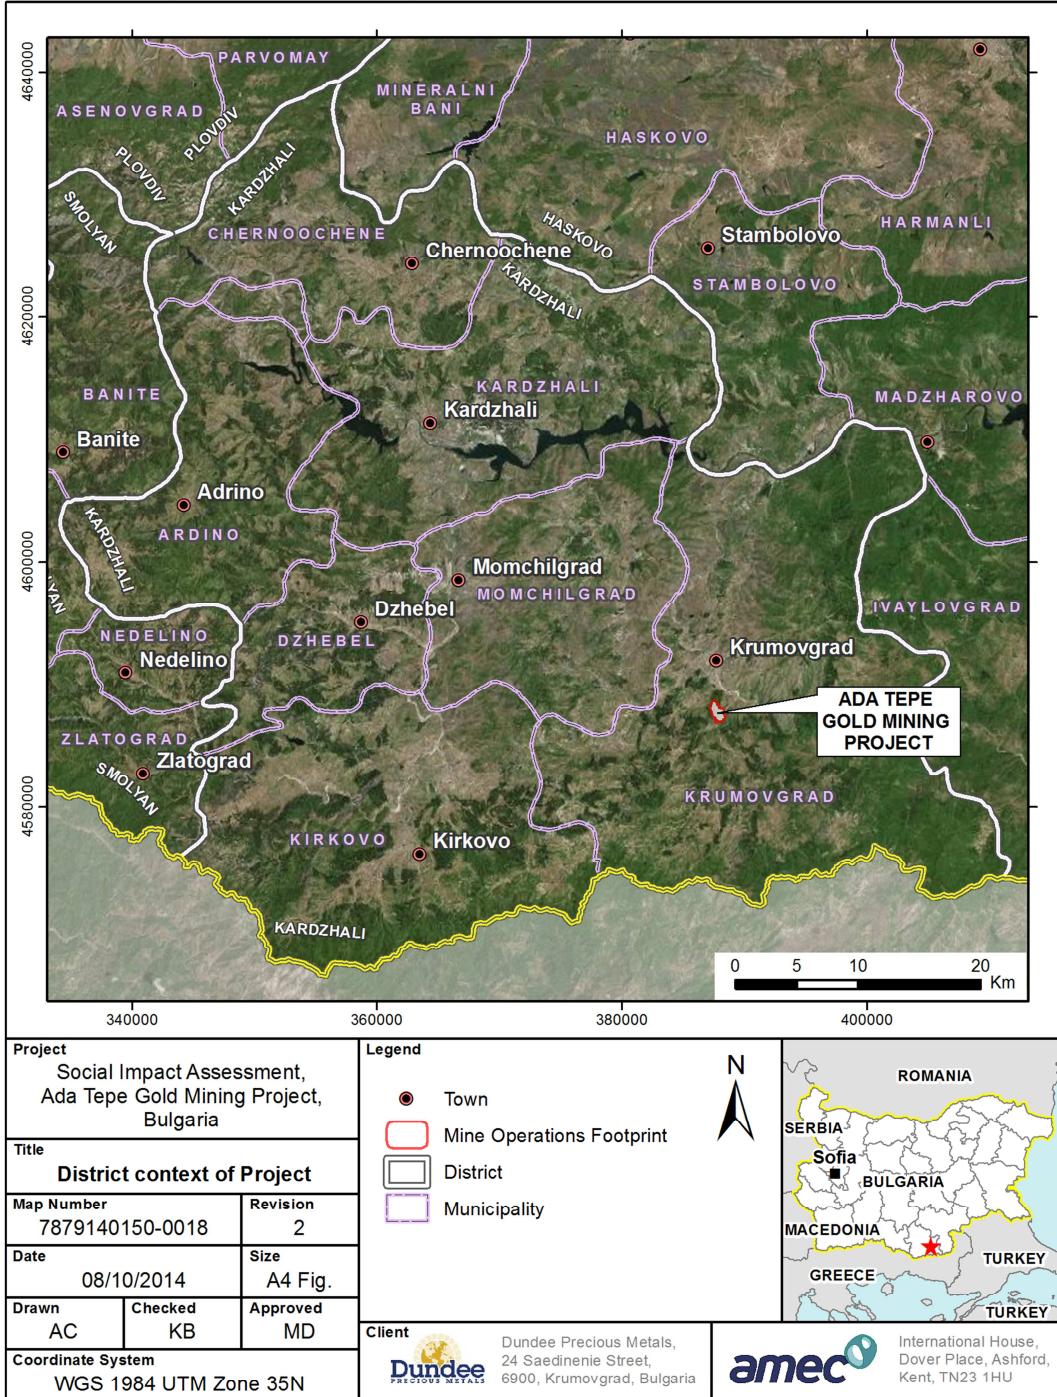 PARVOMAY
ASENOVGRAD
MINERALNI
BANI
HASKOVO
PLOVDIV
PLOVDIV
KARDZHALI
SMOLYAN
CHERNOOCHENE
Chernoochene
HASKOVO
KARDZHALI
Stambolovo
STAMBOLOVO
HARMANLI
BANITE
Banite
KARDZHALI
Kardzhali
MADZHAROVO
Adrino
ARDINO
KARDZHALI
LYAN
Momchilgrad
MOMCHILGRAD
Dzhebel
DZHEBEL
IVAYLOVGRAD
NEDELINO
Nedelino
Krumovgrad
ADA TEPE
GOLD MINING
PROJECT
ZLATOGRAD
Zlatograd
SMOLYAN
KRUMOVGRAD
KIRKOVO
Kirkovo
KARDZHALI
4640000
4620000
4600000
4580000
0 5 10 20
Km
340000 360000 380000 400000
Project
Social Impact Assessment,
Ada Tepe Gold Mining Project,
Bulgaria
Title
District context of Project
Map Number
7879140150-0018
Revision
2
Date
08/10/2014
Size
A4 Fig.
Drawn
AC
Checked
KB
Approved
MD
Coordinate System
WGS 1984 UTM Zone 35N
Legend
Town
Mine Operations Footprint
District
Municipality
N
ROMANIA
SERBIA
Sofia
BULGARIA
MACEDONIA
TURKEY
GREECE
TURKEY
Client
Dundee
PRECIOUS METALS
Dundee Precious Metals,
24 Saedinenie Street,
6900, Krumovgrad, Bulgaria
amec
International House,
Dover Place, Ashford,
Kent, TN23 1HU